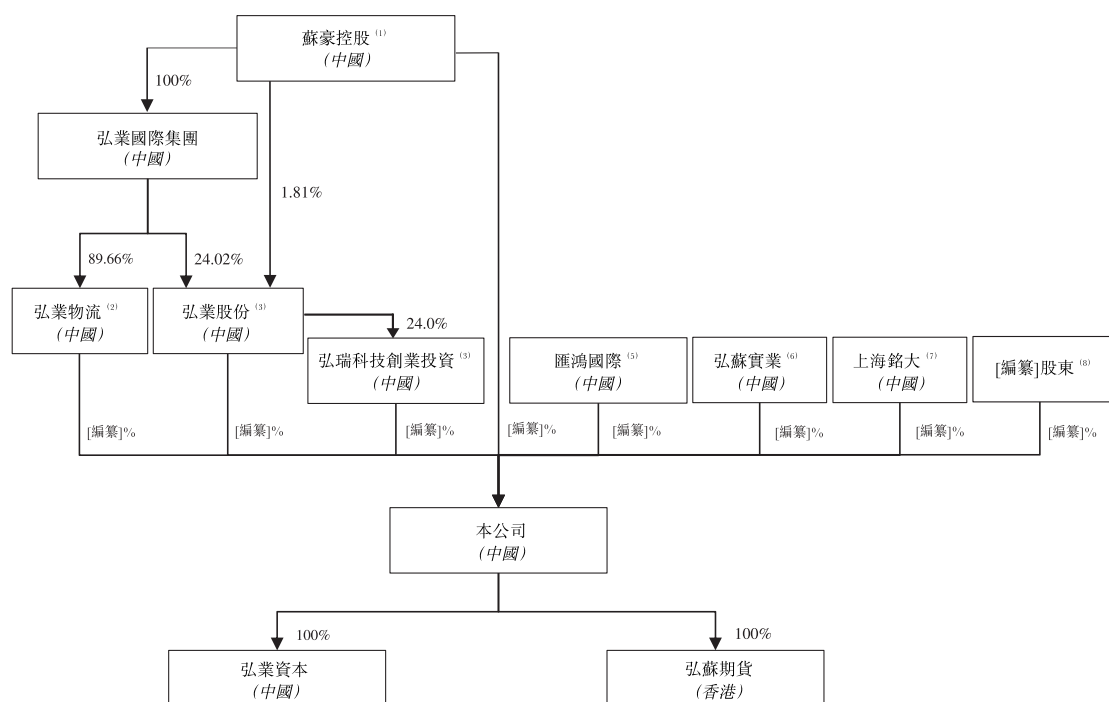 蘇豪控股 (1)
(中國)
100%
弘業國際集團
(中國)
1.81%
89.66%
24.02%
弘業物流 (2)
(中國)
弘業股份 (3)
(中國)
24.0%
弘瑞科技創業投資 (3)
(中國)
匯鴻國際 (5)
(中國)
弘蘇實業 (6)
(中國)
上海銘大 (7)
(中國)
[編纂]股東 (8)
[編纂]%
[編纂]%
[編纂]%
[編纂]%
[編纂]%
[編纂]%
[編纂]%
[編纂]%
本公司
(中國)
100%
100%
弘業資本
(中國)
弘蘇期貨
(香港)